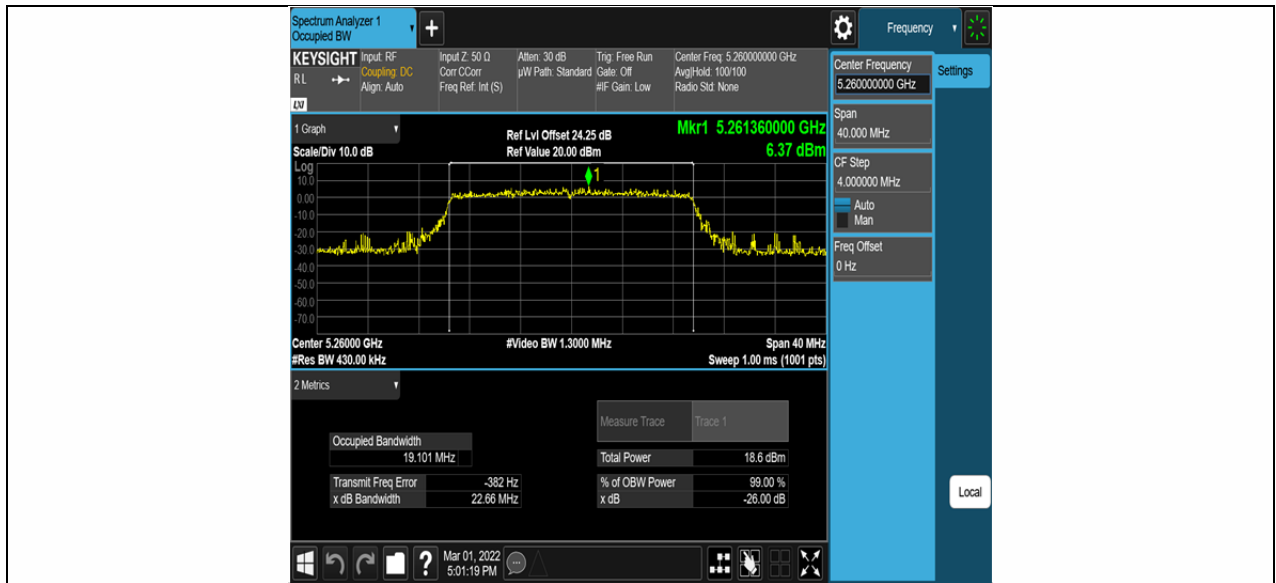 Spectrum Analyzer 1
Occupied BW
+
Frequency
KEYSIGHT
RL
LXI
Input: RF
Coupling: DC
Align: Auto
Input Z: 50 Ω
Corr CCorr
Freq Ref: Int (S)
Atten: 30 dB
µW Path: Standard
Trig: Free Run
Gate: Off
#IF Gain: Low
Center Freq: 5.260000000 GHz
Avg|Hold: 100/100
Radio Std: None
Center Frequency
5.260000000 GHz
Settings
Span
40.000 MHz
CF Step
4.000000 MHz
Auto
Man
Freq Offset
0 Hz
Local
1 Graph
Scale/Div 10.0 dB
Ref Lvl Offset 24.25 dB
Ref Value 20.00 dBm
Mkr1 5.261360000 GHz
6.37 dBm
Log
1
10.0
0.00
-10.0
-20.0
-30.0
-40.0
-50.0
-60.0
-70.0
Center 5.26000 GHz
#Video BW 1.3000 MHz
Span 40 MHz
#Res BW 430.00 kHz
Sweep 1.00 ms (1001 pts)
2 Metrics
Measure Trace
Trace 1
Occupied Bandwidth
19.101 MHz
Total Power
18.6 dBm
Transmit Freq Error
-382 Hz
% of OBW Power
99.00 %
x dB Bandwidth
22.66 MHz
x dB
-26.00 dB
?
Mar 01, 2022
5:01:19 PM